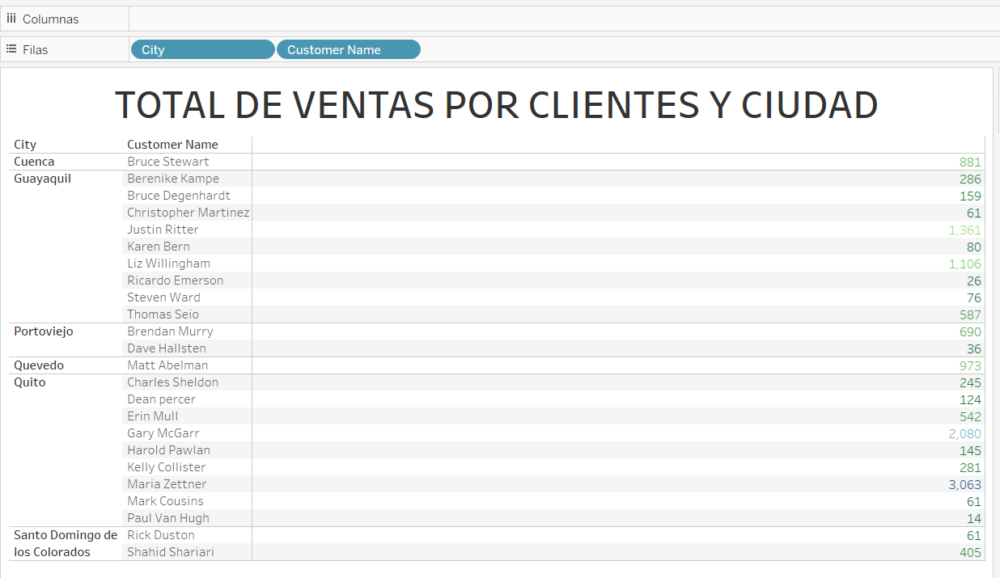 Columnas
Filas City Customer Name
TOTAL DE VENTAS POR CLIENTES Y CIUDAD
City Customer Name
Cuenca Bruce Stewart 881
Guayaquil Berenike Kampe 286
Bruce Degenhardt 159
Christopher Martinez 61
Justin Ritter 1,361
Karen Bern 80
Liz Willingham 1,106
Ricardo Emerson 26
Steven Ward 76
Thomas Seio 587
Portoviejo Brendan Murry 690
Dave Hallsten 36
Quevedo Matt Abelman 973
Quito Charles Sheldon 245
Dean percer 124
Erin Mull 542
Gary McGarr 2,080
Harold Pawlan 145
Kelly Collister 281
Maria Zettner 3,063
Mark Cousins 61
Paul Van Hugh 14
Santo Domingo de Rick Duston 61
los Colorados Shahid Shariari 405